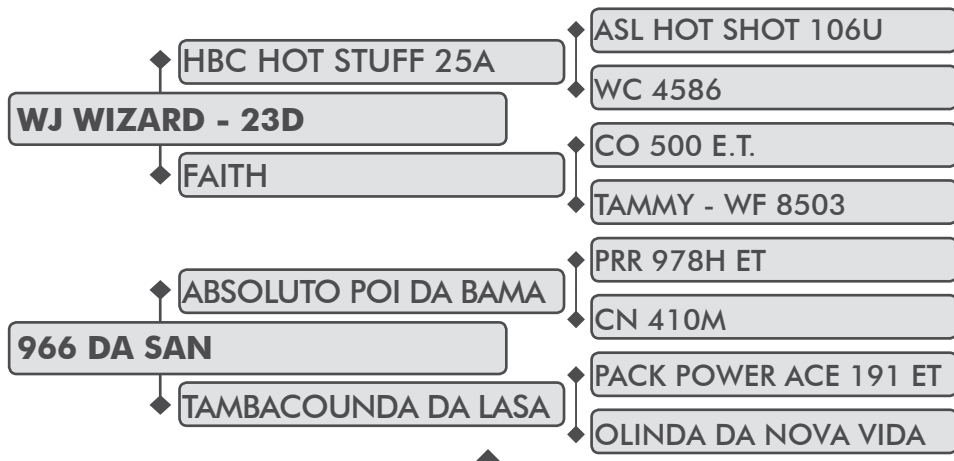 ASL HOT SHOT 106U
HBC HOT STUFF 25A
WC 4586
WJ WIZARD - 23D
CO 500 E.T.
FAITH
TAMMY - WF 8503
PRR 978H ET
ABSOLUTO POI DA BAMA
CN 410M
966 DA SAN
PACK POWER ACE 191 ET
TAMBACOUNDA DA LASA
OLINDA DA NOVA VIDA